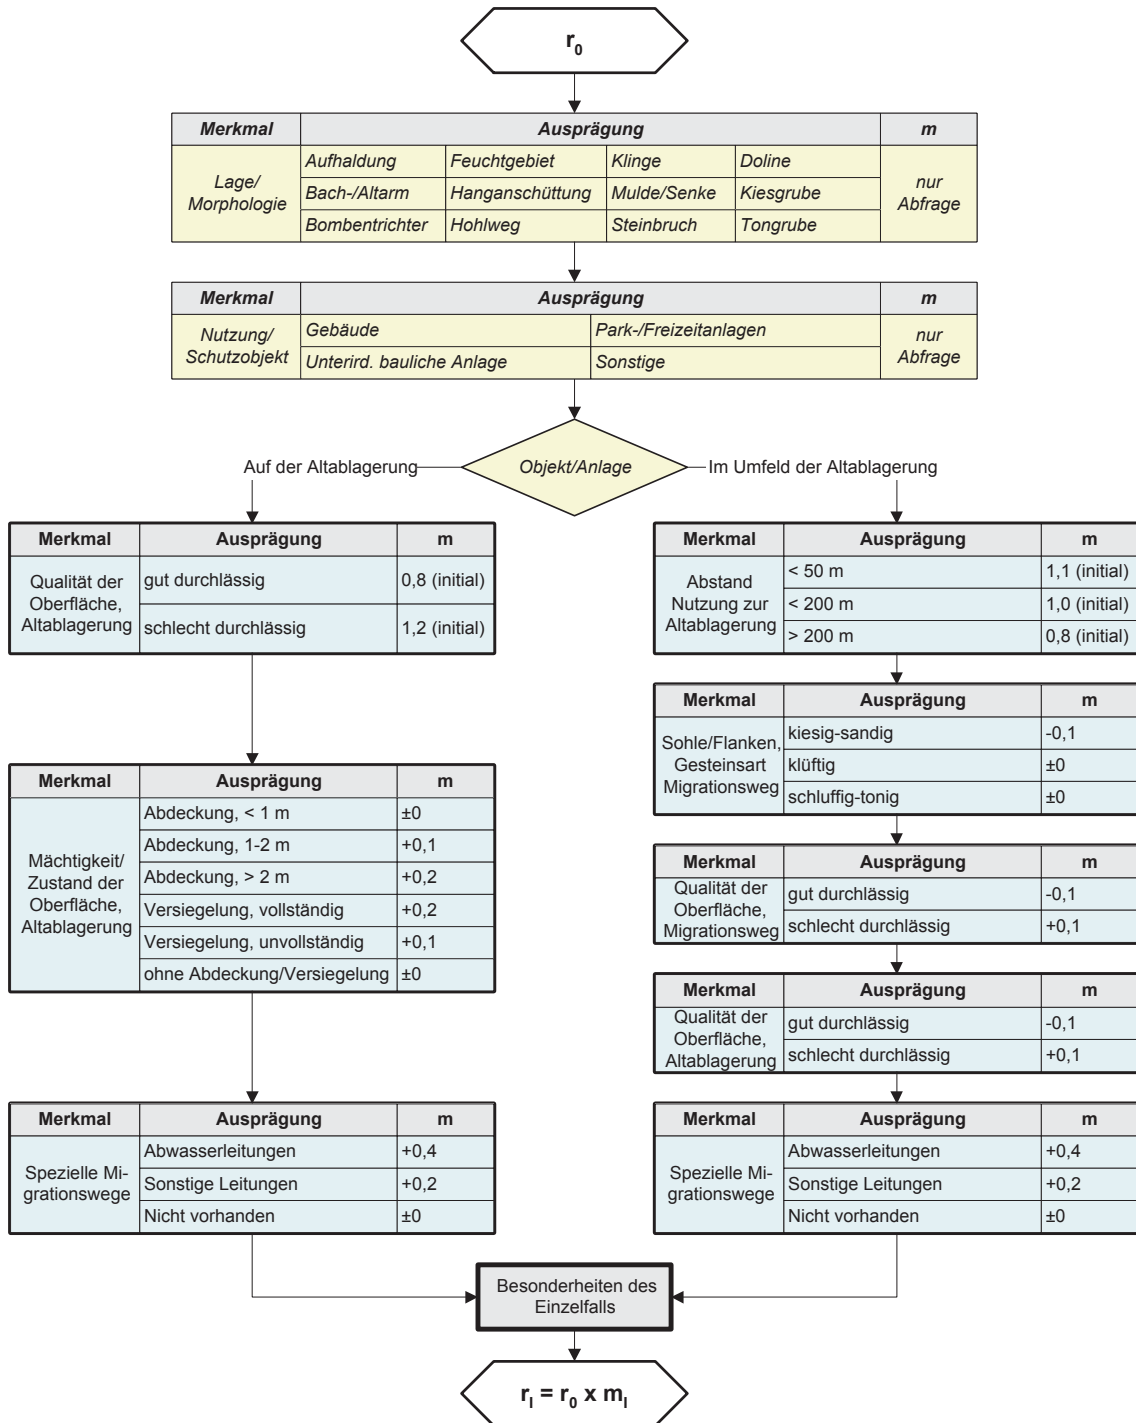 r0
Merkmal Ausprägung m
Lage/
Morphologie
Aufhaldung Feuchtgebiet Klinge Doline
Bach-/Altarm Hanganschüttung Mulde/Senke Kiesgrube
Bombentrichter Hohlweg Steinbruch Tongrube
nur
Abfrage
Merkmal Ausprägung m
Nutzung/
Schutzobjekt
Gebäude Park-/Freizeitanlagen
Unterird. bauliche Anlage Sonstige
nur
Abfrage
Auf der Altablagerung
Objekt/Anlage
Im Umfeld der Altablagerung
Merkmal Ausprägung m
Qualität der
Oberfläche,
Altablagerung
gut durchlässig 0,8 (initial)
schlecht durchlässig 1,2 (initial)
Merkmal Ausprägung m
Mächtigkeit/
Zustand der
Oberfläche,
Altablagerung
Abdeckung, < 1 m ±0
Abdeckung, 1-2 m +0,1
Abdeckung, > 2 m +0,2
Versiegelung, vollständig +0,2
Versiegelung, unvollständig +0,1
ohne Abdeckung/Versiegelung ±0
Merkmal Ausprägung m
Spezielle Mi-
grationswege
Abwasserleitungen +0,4
Sonstige Leitungen +0,2
Nicht vorhanden ±0
Merkmal Ausprägung m
Abstand
Nutzung zur
Altablagerung
< 50 m 1,1 (initial)
< 200 m 1,0 (initial)
> 200 m 0,8 (initial)
Merkmal Ausprägung m
Sohle/Flanken,
Gesteinsart
Migrationsweg
kiesig-sandig -0,1
klüftig ±0
schluffig-tonig ±0
Merkmal Ausprägung m
Qualität der
Oberfläche,
Migrationsweg
gut durchlässig -0,1
schlecht durchlässig +0,1
Merkmal Ausprägung m
Qualität der
Oberfläche,
Altablagerung
gut durchlässig -0,1
schlecht durchlässig +0,1
Merkmal Ausprägung m
Spezielle Mi-
grationswege
Abwasserleitungen +0,4
Sonstige Leitungen +0,2
Nicht vorhanden ±0
Besonderheiten des
Einzelfalls
rI = r0 x mI